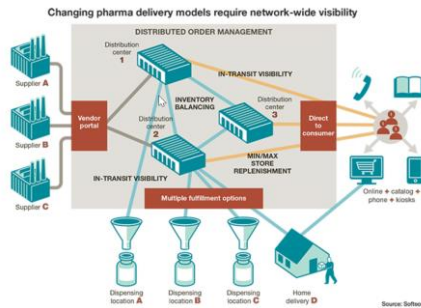 Changing pharma delivery models require network-wide visibility
DISTRIBUTED ORDER MANAGEMENT
Distribution
center
1
Supplier A
IN-TRANSIT VISIBILITY
INVENTORY
BALANCING
Distribution
center
3
Vendor
portal
Direct
to
consumer
Supplier B
Distribution
center
2
MIN/MAX
STORE
REPLENISHMENT
IN-TRANSIT VISIBILITY
Supplier C
Multiple fulfillment options
Online + catalog +
phone + kiosks
Dispensing
location A
Dispensing
location B
Dispensing
location C
Home
delivery D